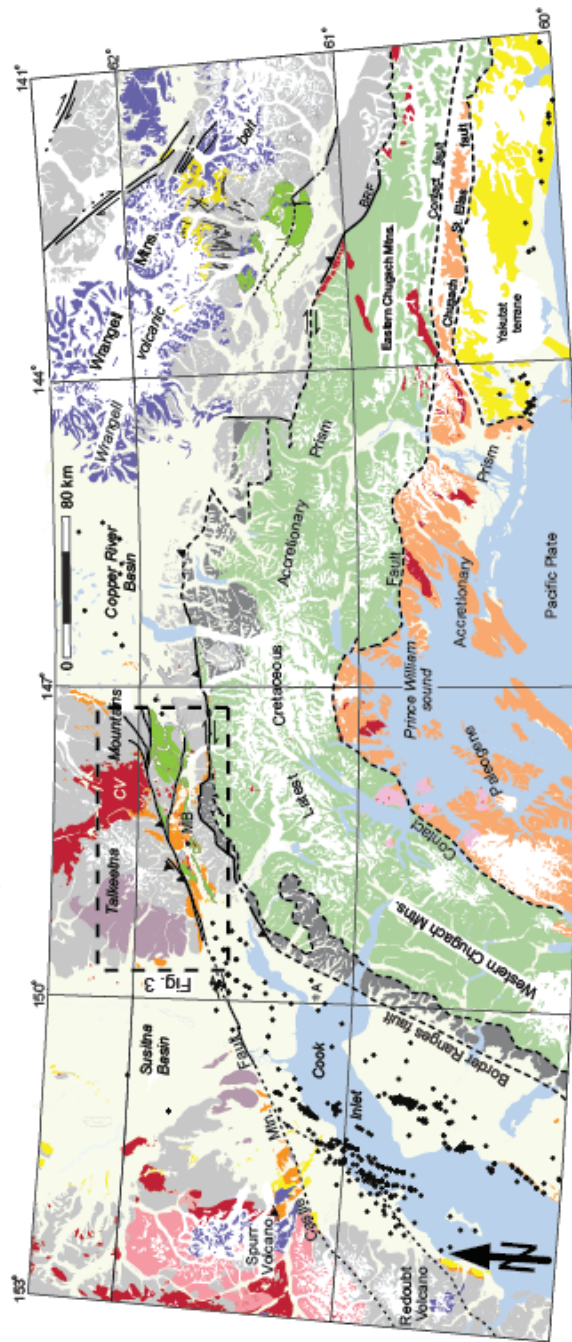 153°
150°
147°
144°
141°
62
61
60°
0
80 km
Susitna
Basin
Talkeetna
Mountains
CV
MB
Fig. 3
Copper River
Basin
Wrangell
Mtns.
Wrangell
volcanic
belt
Spurr
Volcano
Castle
Mtn.
Fault
Redoubt
Volcano
Cook
Inlet
A
Border Ranges fault
Western Chugach Mtns.
Latest
Cretaceous
Accretionary
Prism
BRF
Eastern Chugach Mtns.
Contact
Fault
Contact
fault
Chugach
St. Elias
fault
Prince William
sound
Paleogene
Accretionary
Prism
Yakutat
terrane
Pacific Plate
N